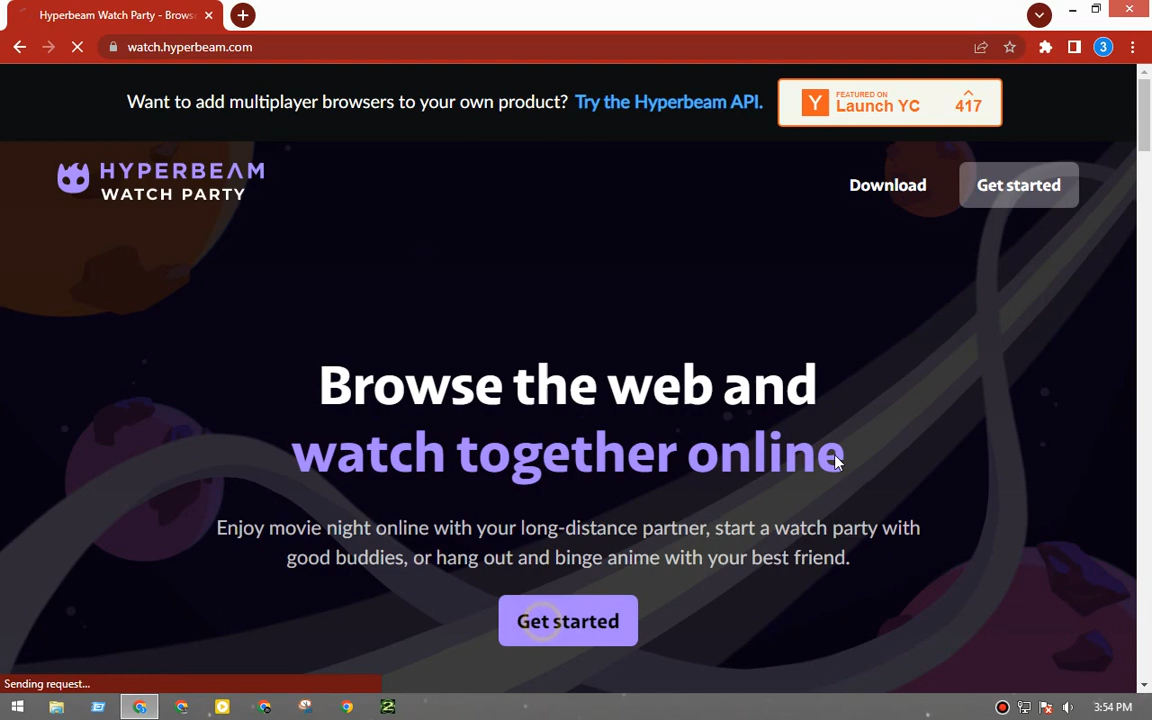 Hyperbeam Watch Party - Brows
watch.hyperbeam.com
3
Want to add multiplayer browsers to your own product? Try the Hyperbeam API.
Y
FEATURED ON
Launch YC
417
HYPERBEAM
WATCH PARTY
Download
Get started
Browse the web and
watch together online
Enjoy movie night online with your long-distance partner, start a watch party with
good buddies, or hang out and binge anime with your best friend.
Get started
Sending request...
3:54 PM